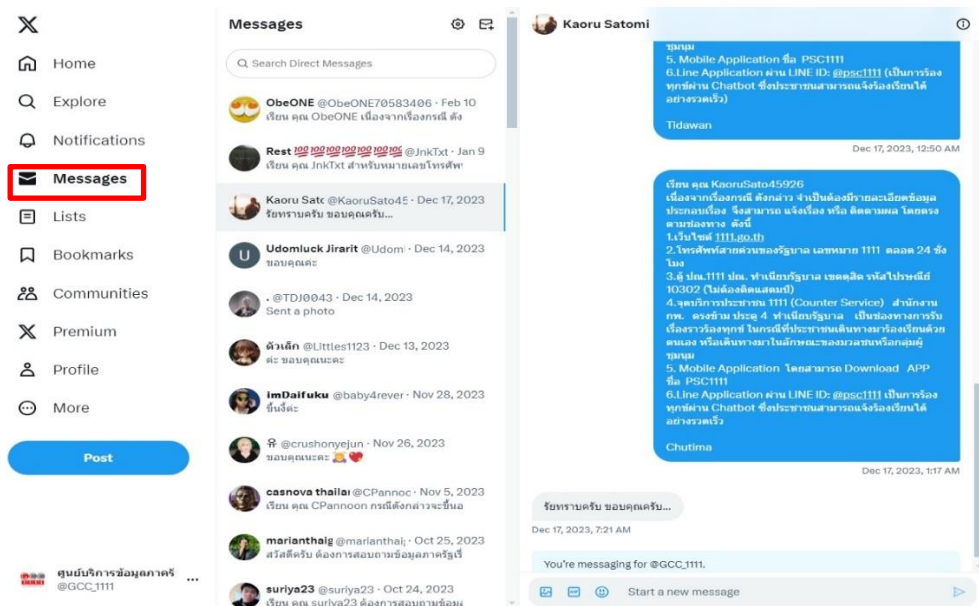 Home
Explore
Notifications
Messages
Lists
Bookmarks
Communities
Premium
Profile
More
Post
ศูนย์บริการข้อมูลภาครั ...
@GCC_1111
Messages
Search Direct Messages
ObeONE @ObeONE70583406 · Feb 10
เรียน คุณ ObeONE เนื่องจากเรื่องกรณี ดัง
Rest 💯💯💯💯💯💯 @JnkTxt · Jan 9
เรียน คุณ JnkTxt สำหรับหมายเลขโทรศัพท
Kaoru Sato @KaoruSato45 · Dec 17, 2023
รับทราบครับ ขอบคุณครับ...
U
Udomluck Jirarit @Udoml · Dec 14, 2023
ขอบคุณค่ะ
. @TDJ0043 · Dec 14, 2023
Sent a photo
ตัวเล็ก @Littles1123 · Dec 13, 2023
ค่ะ ขอบคุณนะคะ
imDaifuku @baby4rever · Nov 28, 2023
@crushonyejun · Nov 26, 2023
ขอบคุณนะคะ
casnova thailan @CPannoc · Nov 5, 2023
เรียน คุณ CPannoon กรณีดังกล่าวจะขึ้นอ
marianthaig @marianthai; · Oct 25, 2023
สวัสดีครับ ต้องการสอบถามข้อมูลภาครัฐเรื่
suriya23 @suriya23 · Oct 24, 2023
เรียน คุณ suriya23 ต้องการสอบถามข้อมูล
Kaoru Satomi
ชุมนุม
5. Mobile Application ชื่อ PSC1111
6.Line Application ผ่าน LINE ID: @psc1111 (เป็นการร้อง
ทุกข์ผ่าน Chatbot ซึ่งประชาชนสามารถแจ้งร้องเรียนได้
อย่างรวดเร็ว)
Tidawan
Dec 17, 2023, 12:50 AM
เรียน คุณ KaoruSato45926
เนื่องจากเรื่องกรณี ดังกล่าว จำเป็นต้องมีรายละเอียดข้อมูล
ประกอบเรื่อง จึงสามารถ แจ้งเรื่อง หรือ ติดตามผล โดยตรง
ตามช่องทาง ดังนี้
1.เว็บไซต์ 1111.go.th
2.โทรศัพท์สายด่วนของรัฐบาล เลขหมาย 1111 ตลอด 24 ชั่ว
โมง
3.ตู้ ปณ.1111 ปณ. ทำเนียบรัฐบาล เขตดุสิต รหัสไปรษณีย์
10302 (ไม่ต้องติดแสตมป์)
4.จุดบริการประชาชน 1111 (Counter Service) สำนักงาน
กพ. ตรงข้าม ประตู 4 ทำเนียบรัฐบาล เป็นช่องทางการรับ
เรื่องราวร้องทุกข์ ในกรณีที่ประชาชนเดินทางมาร้องเรียนด้วย
ตนเอง หรือเดินทางมาในลักษณะของมวลชนหรือกลุ่มผู้
ชุมนุม
5. Mobile Application โดยสามารถ Download APP
ชื่อ PSC1111
6.Line Application ผ่าน LINE ID: @psc1111 เป็นการร้อง
ทุกข์ผ่าน Chatbot ซึ่งประชาชนสามารถแจ้งร้องเรียนได้
อย่างรวดเร็ว
Chutima
Dec 17, 2023, 1:17 AM
รับทราบครับ ขอบคุณครับ...
Dec 17, 2023, 7:21 AM
You're messaging for @GCC_1111.
Start a new message